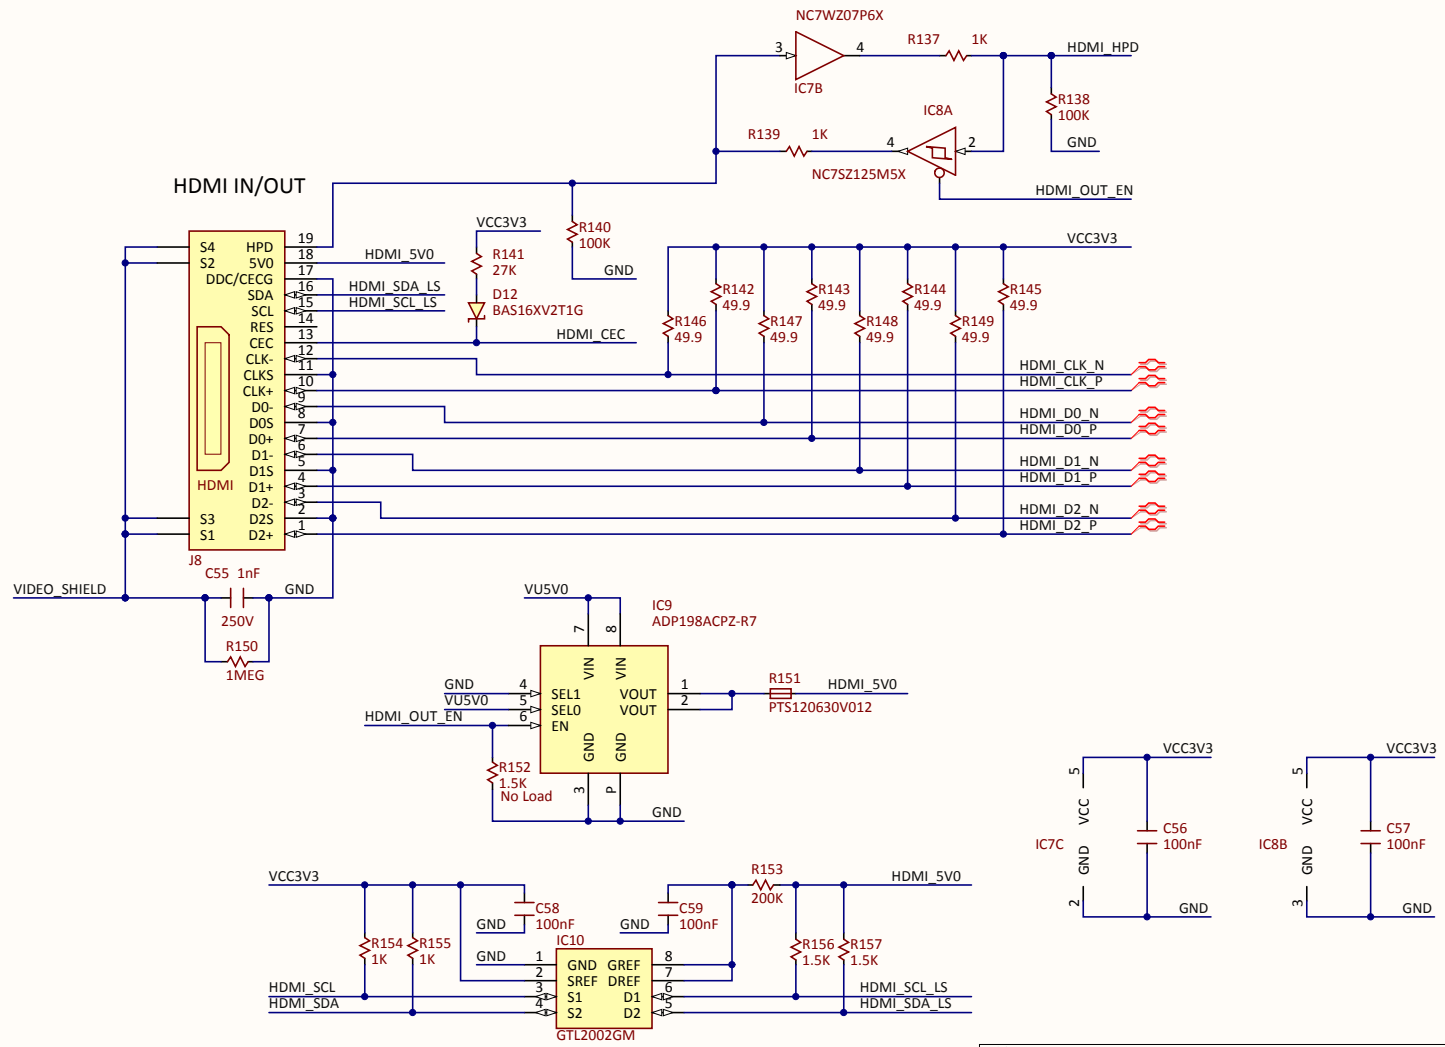 NC7WZ07P6X
3 4 R137 1K HDMI_HPD
IC7B
R138
100K
GND
IC8A
R139 1K 4 2
NC7SZ125M5X
HDMI_OUT_EN
HDMI IN/OUT
VCC3V3
R140
100K
GND
R141
27K
D12
BAS16XV2T1G
VCC3V3
S4 HPD 19
S2 5V0 18 HDMI_5V0
DDC/CECG 17
SDA 16 HDMI_SDA_LS
SCL 15 HDMI_SCL_LS
RES 14
CEC 13 HDMI_CEC
CLK- 12
CLKS 11
CLK+ 10
D0- 9
D0S 8
D0+ 7
D1- 6
D1S 5
D1+ 4
D2- 3
S3 D2S 2
S1 D2+ 1
HDMI
J8
R142
49.9
R143
49.9
R144
49.9
R145
49.9
R146
49.9
R147
49.9
R148
49.9
R149
49.9
HDMI_CLK_N
HDMI_CLK_P
HDMI_D0_N
HDMI_D0_P
HDMI_D1_N
HDMI_D1_P
HDMI_D2_N
HDMI_D2_P
C55 1nF
VIDEO_SHIELD GND
250V
R150
1MEG
VU5V0
IC9
ADP198ACPZ-R7
7 8
VIN VIN
GND 4 SEL1 VOUT 1
VU5V0 5 SEL0 VOUT 2
HDMI_OUT_EN 6 EN
GND GND
3 P
R151 HDMI_5V0
PTS120630V012
R152
1.5K
No Load
GND
VCC3V3
5
VCC
IC7C
GND
2
C56
100nF
GND
VCC3V3
5
VCC
IC8B
GND
3
C57
100nF
GND
VCC3V3
C58
100nF
GND
R153
200K
HDMI_5V0
C59
100nF
GND
IC10
R154
1K
R155
1K
R156
1.5K
R157
1.5K
GND 1 GND GREF 8
2 SREF DREF 7
HDMI_SCL 3 S1 D1 6 HDMI_SCL_LS
HDMI_SDA 4 S2 D2 5 HDMI_SDA_LS
GTL2002GM